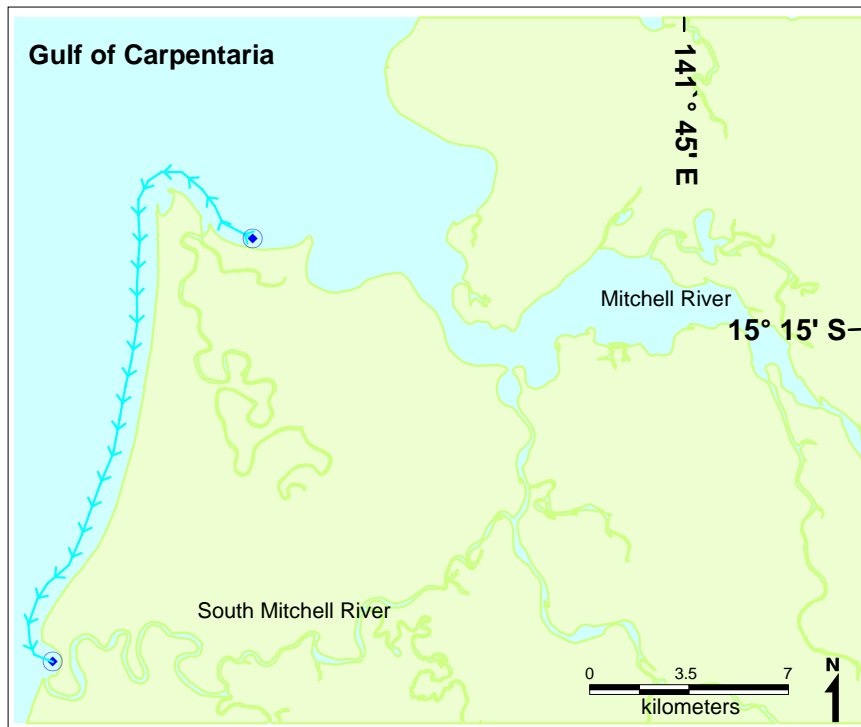 Gulf of Carpentaria
141`° 45' E
Mitchell River
15° 15' S
South Mitchell River
0 3.5 7
kilometers
N